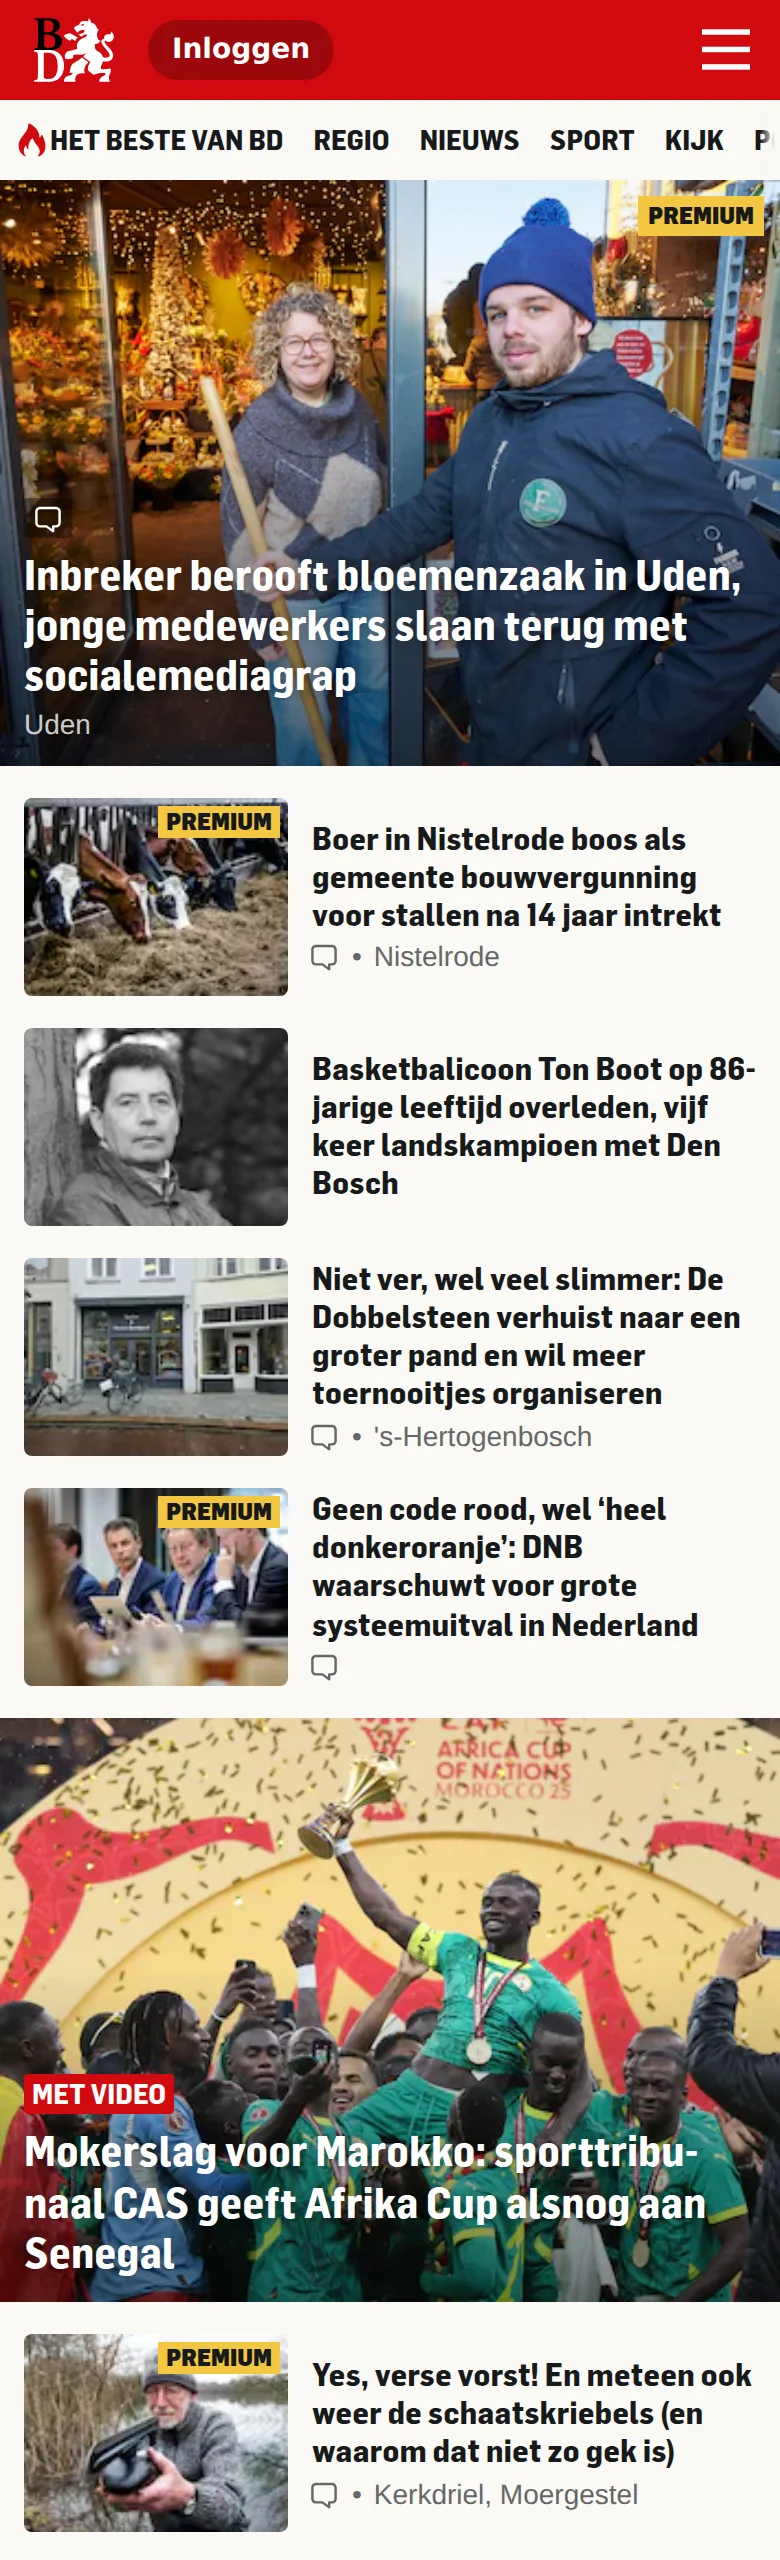 BD
Inloggen
HET BESTE VAN BD REGIO NIEUWS SPORT KIJK
PREMIUM
Inbreker berooft bloemenzaak in Uden,
jonge medewerkers slaan terug met
socialemediagrap
Uden
PREMIUM
Boer in Nistelrode boos als
gemeente bouwvergunning
voor stallen na 14 jaar intrekt
• Nistelrode
Basketbalicoon Ton Boot op 86-
jarige leeftijd overleden, vijf
keer landskampioen met Den
Bosch
Niet ver, wel veel slimmer: De
Dobbelsteen verhuist naar een
groter pand en wil meer
toernooitjes organiseren
• 's-Hertogenbosch
PREMIUM
Geen code rood, wel ‘heel
donkeroranje’: DNB
waarschuwt voor grote
systeemuitval in Nederland
AFRICA CUP
OF NATIONS
MOROCCO 25
MET VIDEO
Mokerslag voor Marokko: sporttribu-
naal CAS geeft Afrika Cup alsnog aan
Senegal
PREMIUM
Yes, verse vorst! En meteen ook
weer de schaatskriebels (en
waarom dat niet zo gek is)
• Kerkdriel, Moergestel